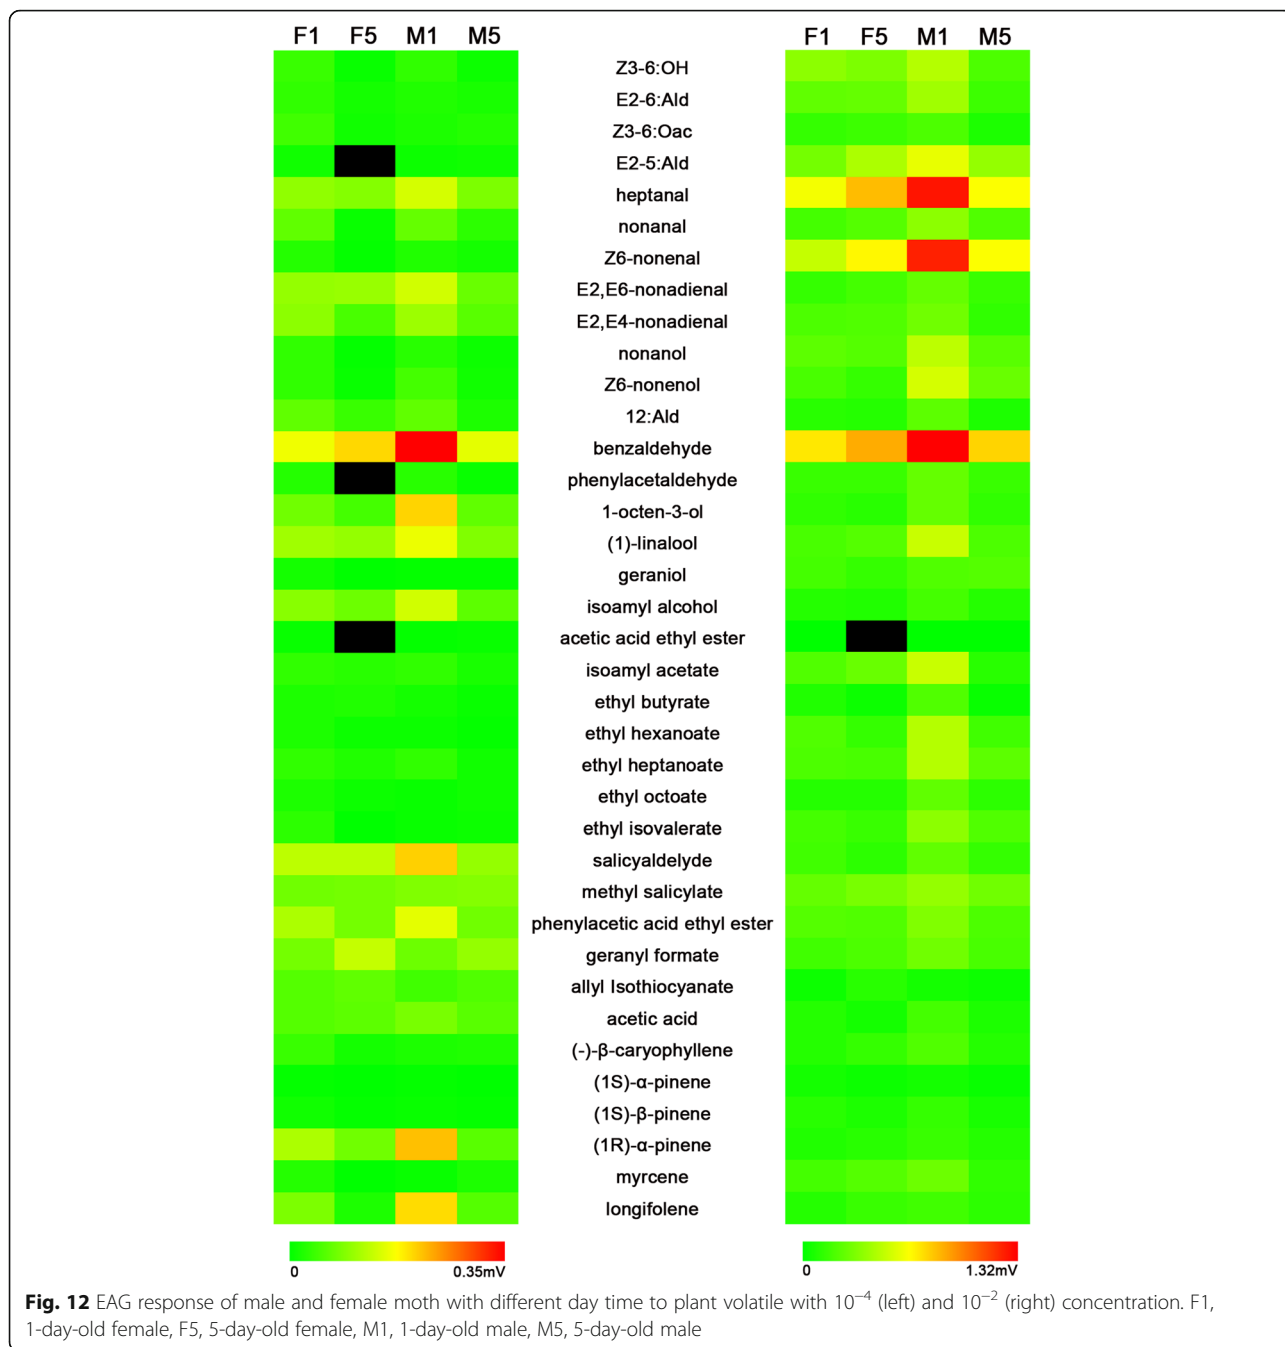 F1 F5 M1 M5 F1 F5 M1 M5
Z3-6:OH
E2-6:Ald
Z3-6:Oac
E2-5:Ald
heptanal
nonanal
Z6-nonenal
E2,E6-nonadienal
E2,E4-nonadienal
nonanol
Z6-nonenol
12:Ald
benzaldehyde
phenylacetaldehyde
1-octen-3-ol
(1)-linalool
geraniol
isoamyl alcohol
acetic acid ethyl ester
isoamyl acetate
ethyl butyrate
ethyl hexanoate
ethyl heptanoate
ethyl octoate
ethyl isovalerate
salicyaldelyde
methyl salicylate
phenylacetic acid ethyl ester
geranyl formate
allyl Isothiocyanate
acetic acid
(-)-β-caryophyllene
(1S)-α-pinene
(1S)-β-pinene
(1R)-α-pinene
myrcene
longifolene
0 0.35mV 0 1.32mV
Fig. 12 EAG response of male and female moth with different day time to plant volatile with 10⁻⁴ (left) and 10⁻² (right) concentration. F1,
1-day-old female, F5, 5-day-old female, M1, 1-day-old male, M5, 5-day-old male